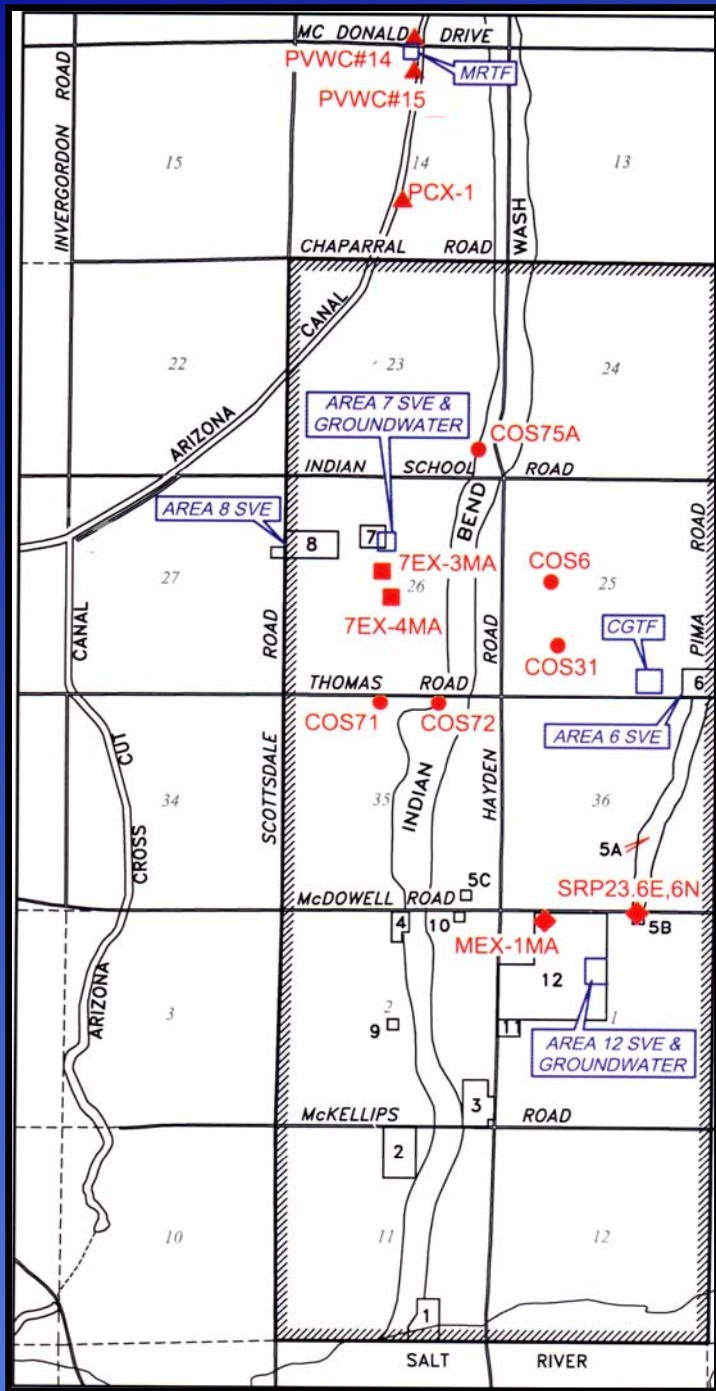 MC DONALD DRIVE
PVWC#14
MRTF
PVWC#15
INVERGORDON ROAD
15
14
13
PCX-1
WASH
CHAPARRAL ROAD
CANAL
22
23
24
ARIZONA
AREA 7 SVE &
GROUNDWATER
COS75A
INDIAN SCHOOL ROAD
BEND
AREA 8 SVE
8
7
ROAD
7EX-3MA
COS6
27
26
25
7EX-4MA
CANAL
ROAD
ROAD
PIMA
CGTF
COS31
6
THOMAS ROAD
COS71
COS72
AREA 6 SVE
CUT
SCOTTSDALE
INDIAN
HAYDEN
34
35
36
CROSS
5A
5C
SRP23.6E,6N
McDOWELL ROAD
4
10
5B
MEX-1MA
12
ARIZONA
3
2
1
9
11
AREA 12 SVE &
GROUNDWATER
3
McKELLIPS ROAD
2
10
11
12
1
SALT RIVER